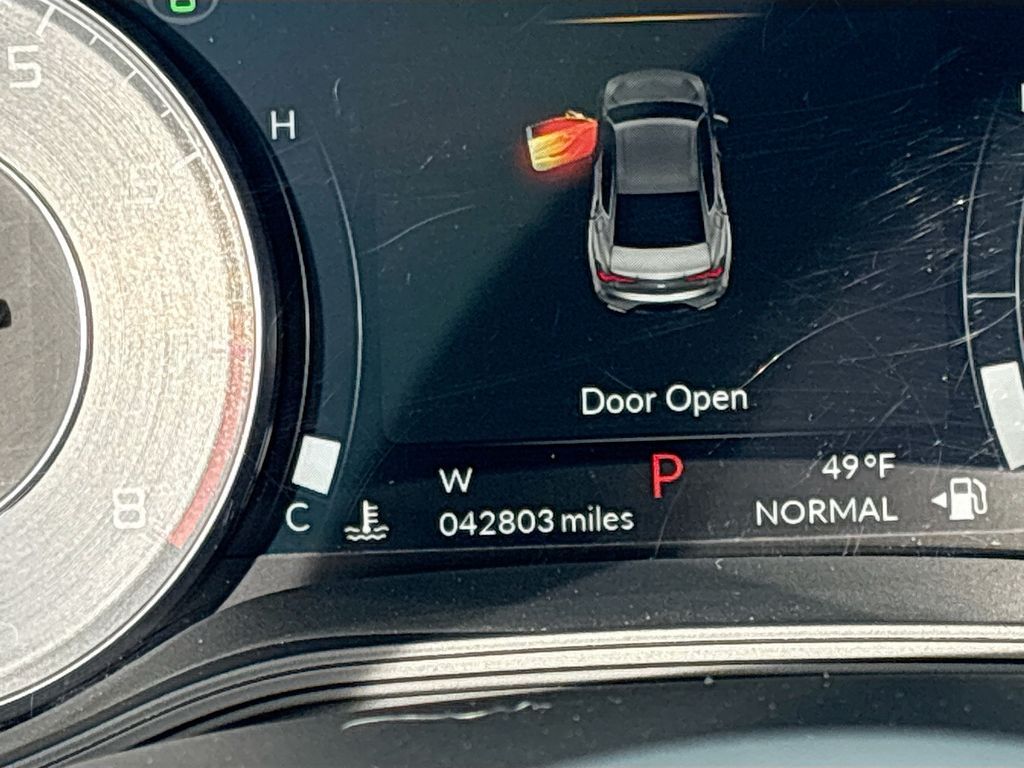 5
H
Door Open
W
P
49°F
8
C
042803 miles
NORMAL